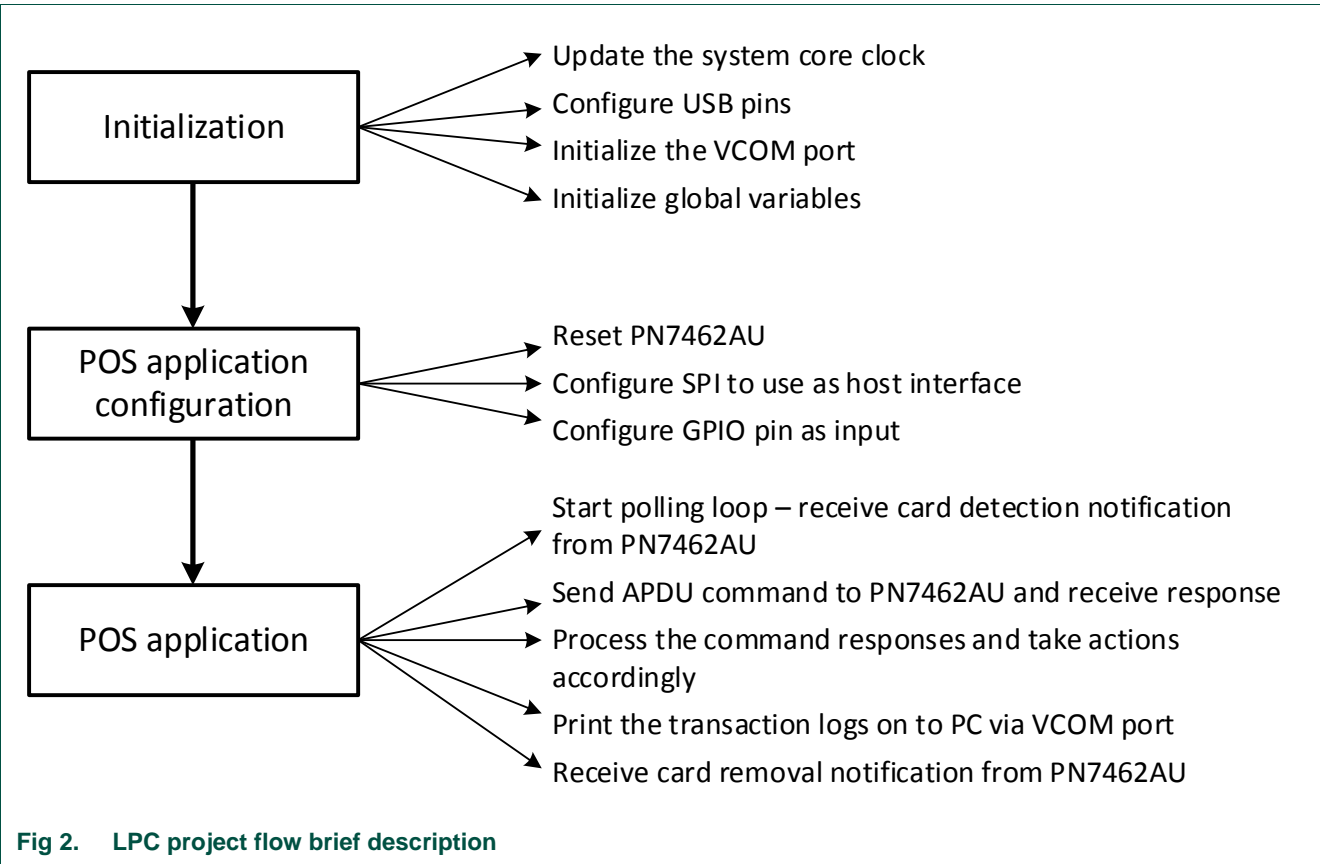 Initialization
Update the system core clock
Configure USB pins
Initialize the VCOM port
Initialize global variables
POS application
configuration
Reset PN7462AU
Configure SPI to use as host interface
Configure GPIO pin as input
POS application
Start polling loop – receive card detection notification
from PN7462AU
Send APDU command to PN7462AU and receive response
Process the command responses and take actions
accordingly
Print the transaction logs on to PC via VCOM port
Receive card removal notification from PN7462AU
Fig 2. LPC project flow brief description